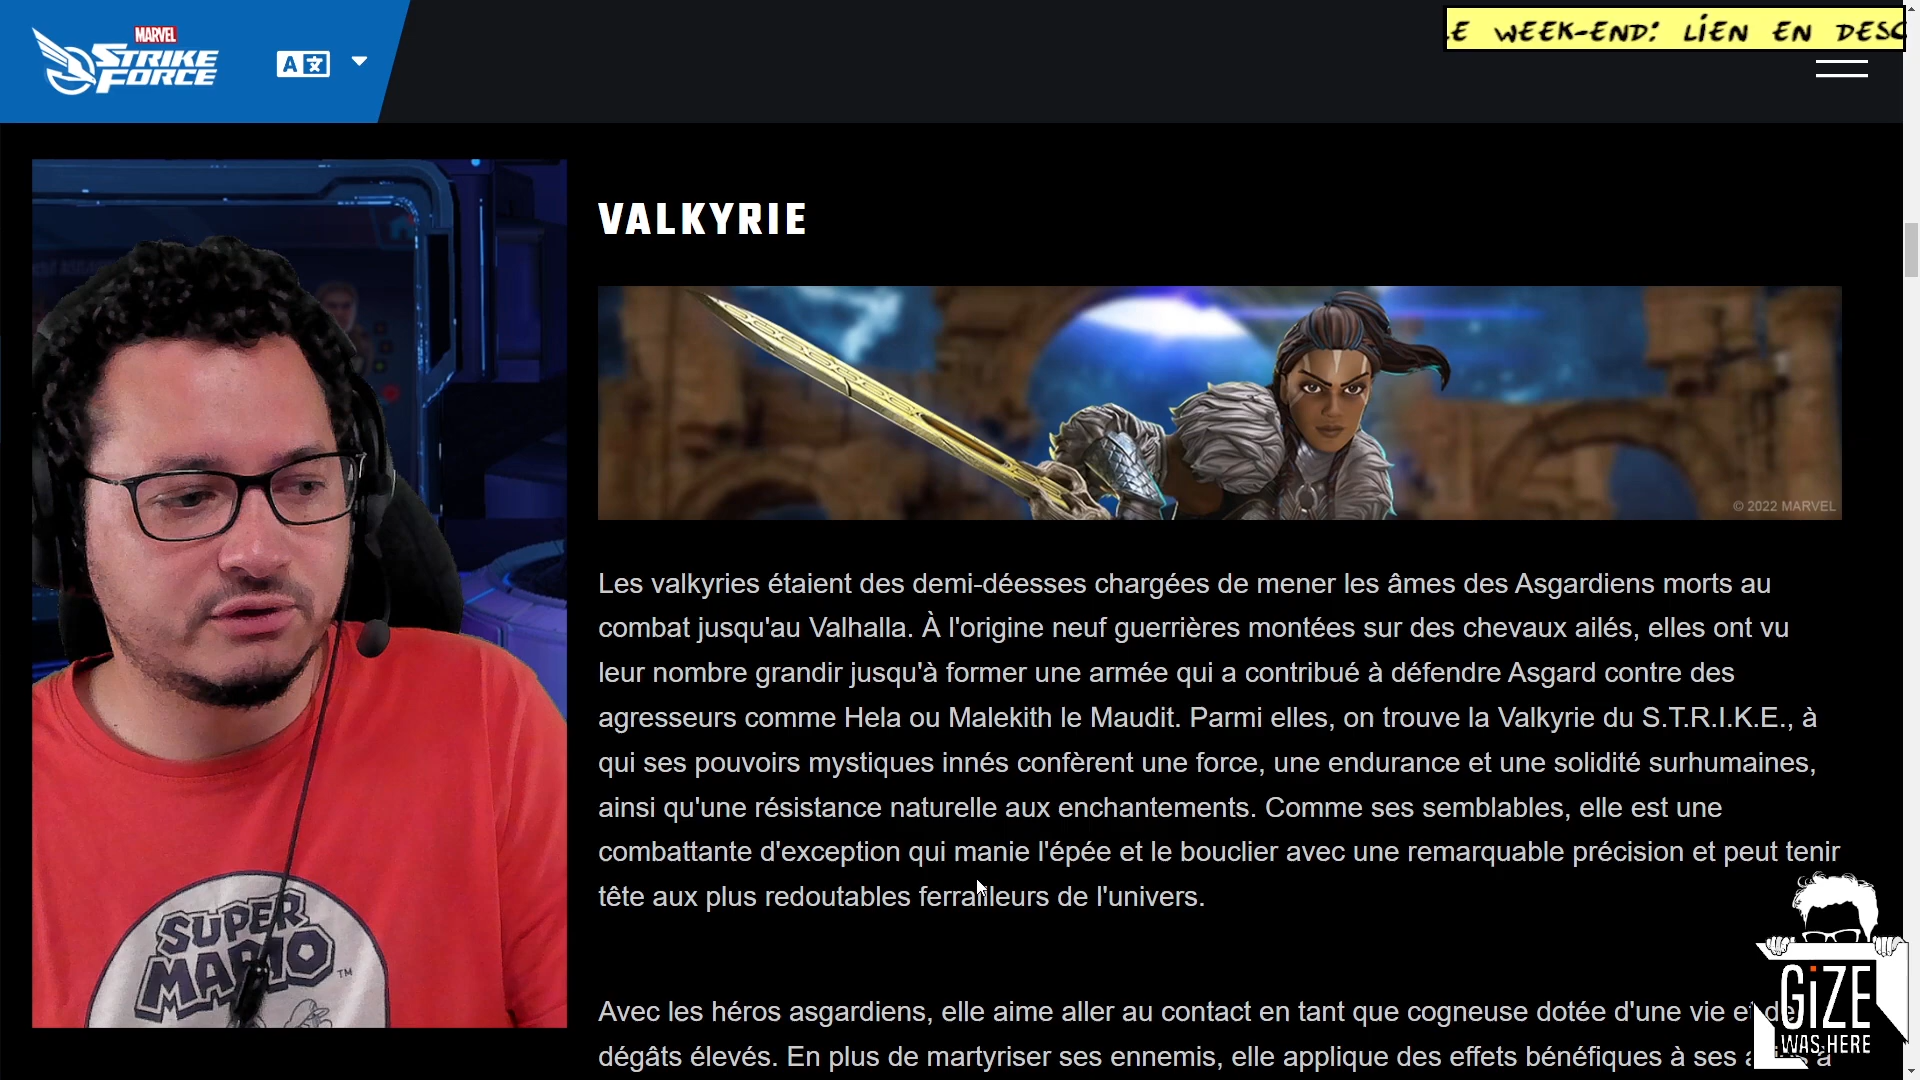 MARVEL
STRIKE
FORCE
A
E WEEK-END: LIEN EN DESC
VALKYRIE
© 2022 MARVEL
Les valkyries étaient des demi-déesses chargées de mener les âmes des Asgardiens morts au
combat jusqu'au Valhalla. À l'origine neuf guerrières montées sur des chevaux ailés, elles ont vu
leur nombre grandir jusqu'à former une armée qui a contribué à défendre Asgard contre des
agresseurs comme Hela ou Malekith le Maudit. Parmi elles, on trouve la Valkyrie du S.T.R.I.K.E., à
qui ses pouvoirs mystiques innés confèrent une force, une endurance et une solidité surhumaines,
ainsi qu'une résistance naturelle aux enchantements. Comme ses semblables, elle est une
combattante d'exception qui manie l'épée et le bouclier avec une remarquable précision et peut tenir
tête aux plus redoutables ferrailleurs de l'univers.
Avec les héros asgardiens, elle aime aller au contact en tant que cogneuse dotée d'une vie et de
dégâts élevés. En plus de martyriser ses ennemis, elle applique des effets bénéfiques à ses à
SUPER
MARIO
TM
GiZE
WAS HERE